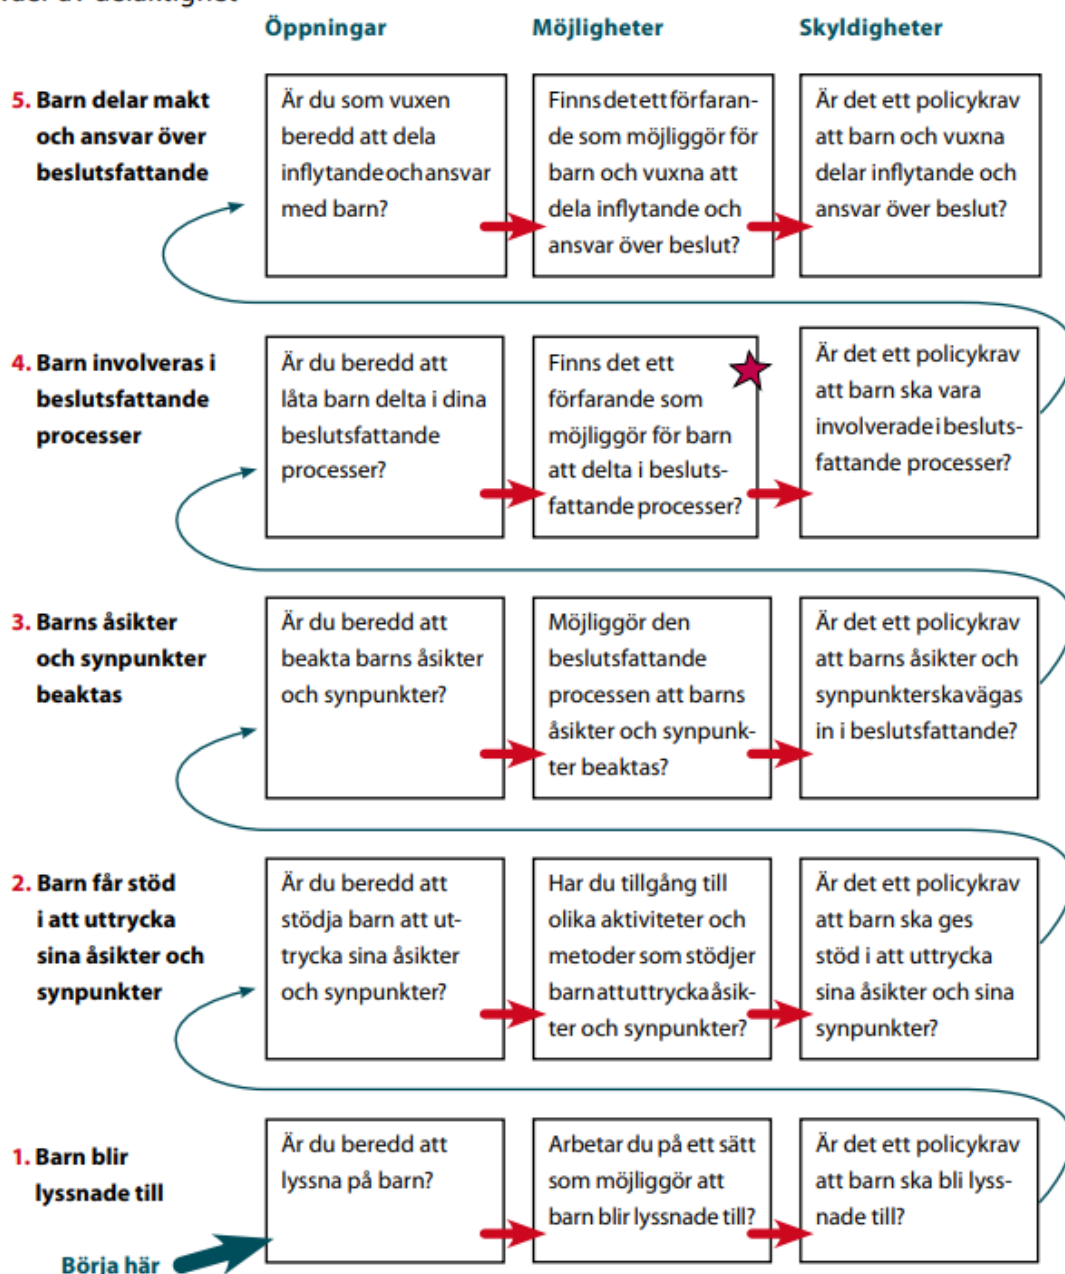 av delaktighet
Öppningar
Möjligheter
Skyldigheter
5. Barn delar makt
och ansvar över
beslutsfattande
Är du som vuxen
beredd att dela
inflytande och ansvar
med barn?
Finns det ett förfaran-
de som möjliggör för
barn och vuxna att
dela inflytande och
ansvar över beslut?
Är det ett policykrav
att barn och vuxna
delar inflytande och
ansvar över beslut?
4. Barn involveras i
beslutsfattande
processer
Är du beredd att
låta barn delta i dina
beslutsfattande
processer?
Finns det ett
förfarande som
möjliggör för barn
att delta i besluts-
fattande processer?
Är det ett policykrav
att barn ska vara
involverade i besluts-
fattande processer?
3. Barns åsikter
och synpunkter
beaktas
Är du beredd att
beakta barns åsikter
och synpunkter?
Möjliggör den
beslutsfattande
processen att barns
åsikter och synpunk-
ter beaktas?
Är det ett policykrav
att barns åsikter och
synpunkter ska vägas
in i beslutsfattande?
2. Barn får stöd
i att uttrycka
sina åsikter och
synpunkter
Är du beredd att
stödja barn att ut-
trycka sina åsikter
och synpunkter?
Har du tillgång till
olika aktiviteter och
metoder som stödjer
barn att uttrycka åsik-
ter och synpunkter?
Är det ett policykrav
att barn ska ges
stöd i att uttrycka
sina åsikter och sina
synpunkter?
1. Barn blir
lyssnade till
Är du beredd att
lyssna på barn?
Arbetar du på ett sätt
som möjliggör att
barn blir lyssnade till?
Är det ett policykrav
att barn ska bli lyss-
nade till?
Börja här